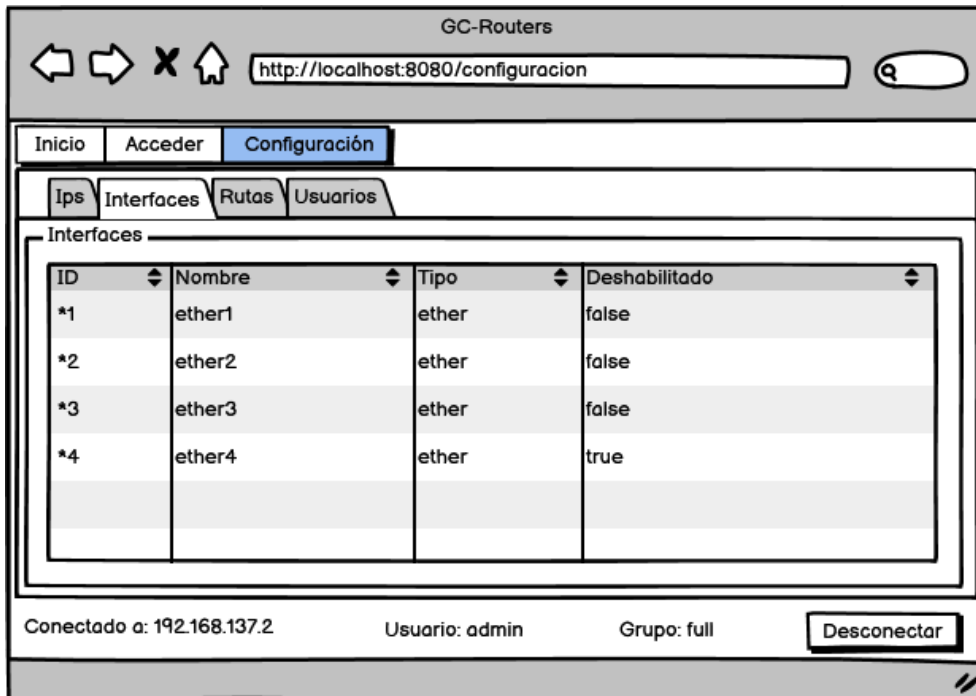 GC-Routers
http://localhost:8080/configuracion
Inicio Acceder Configuración
Ips Interfaces Rutas Usuarios
Interfaces
ID Nombre Tipo Deshabilitado
*1 ether1 ether false
*2 ether2 ether false
*3 ether3 ether false
*4 ether4 ether true
Conectado a: 192.168.137.2 Usuario: admin Grupo: full Desconectar